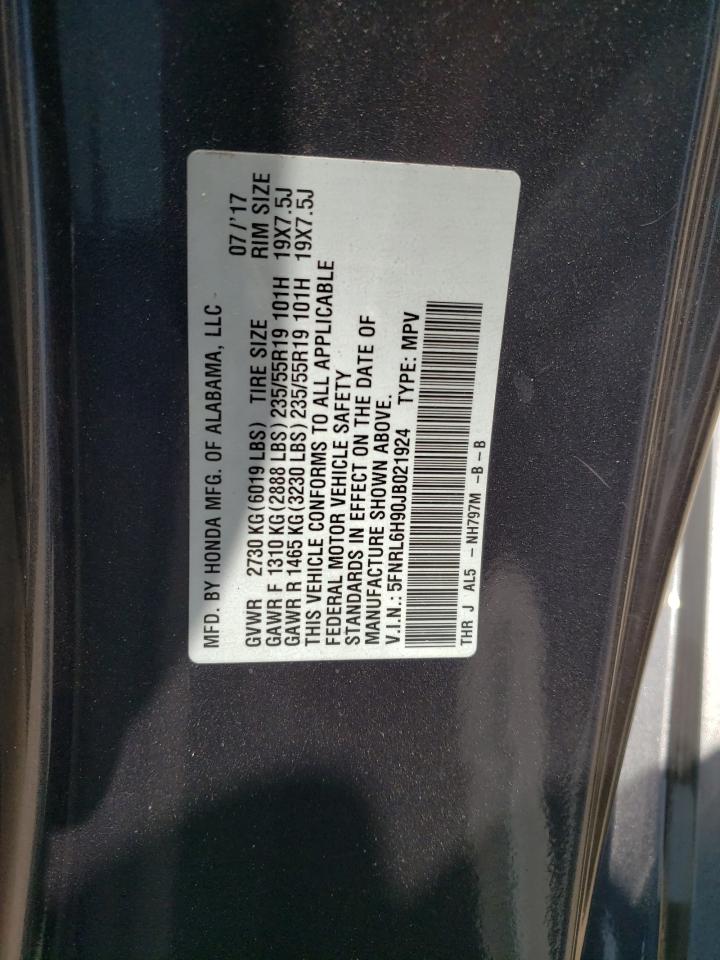 MFD. BY HONDA MFG. OF ALABAMA, LLC 07/'17
GVWR 2730 KG(6019 LBS) TIRE SIZE RIM SIZE
GAWR F 1310 KG(2888 LBS)235/55R19 101H 19X7.5J
GAWR R 1465 KG(3230 LBS)235/55R19 101H 19X7.5J
THIS VEHICLE CONFORMS TO ALL APPLICABLE
FEDERAL MOTOR VEHICLE SAFETY
STANDARDS IN EFFECT ON THE DATE OF
MANUFACTURE SHOWN ABOVE.
V.I.N.: 5FNRL6H90JB021924 TYPE: MPV
THR J AL5 - NH797M -B-B